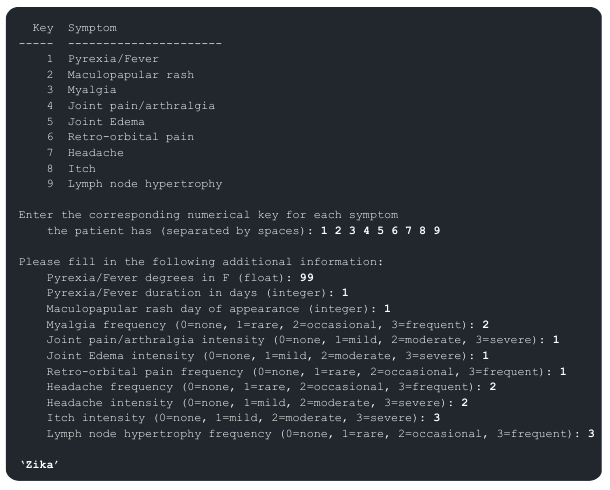 Key Symptom
----- ----------------------
1 Pyrexia/Fever
2 Maculopapular rash
3 Myalgia
4 Joint pain/arthralgia
5 Joint Edema
6 Retro-orbital pain
7 Headache
8 Itch
9 Lymph node hypertrophy
Enter the corresponding numerical key for each symptom
the patient has (separated by spaces): 1 2 3 4 5 6 7 8 9
Please fill in the following additional information:
Pyrexia/Fever degrees in F (float): 99
Pyrexia/Fever duration in days (integer): 1
Maculopapular rash day of appearance (integer): 1
Myalgia frequency (0=none, 1=rare, 2=occasional, 3=frequent): 2
Joint pain/arthralgia intensity (0=none, 1=mild, 2=moderate, 3=severe): 1
Joint Edema intensity (0=none, 1=mild, 2=moderate, 3=severe): 1
Retro-orbital pain frequency (0=none, 1=rare, 2=occasional, 3=frequent): 1
Headache frequency (0=none, 1=rare, 2=occasional, 3=frequent): 2
Headache intensity (0=none, 1=mild, 2=moderate, 3=severe): 2
Itch intensity (0=none, 1=mild, 2=moderate, 3=severe): 3
Lymph node hypertrophy frequency (0=none, 1=rare, 2=occasional, 3=frequent): 3
‘Zika’